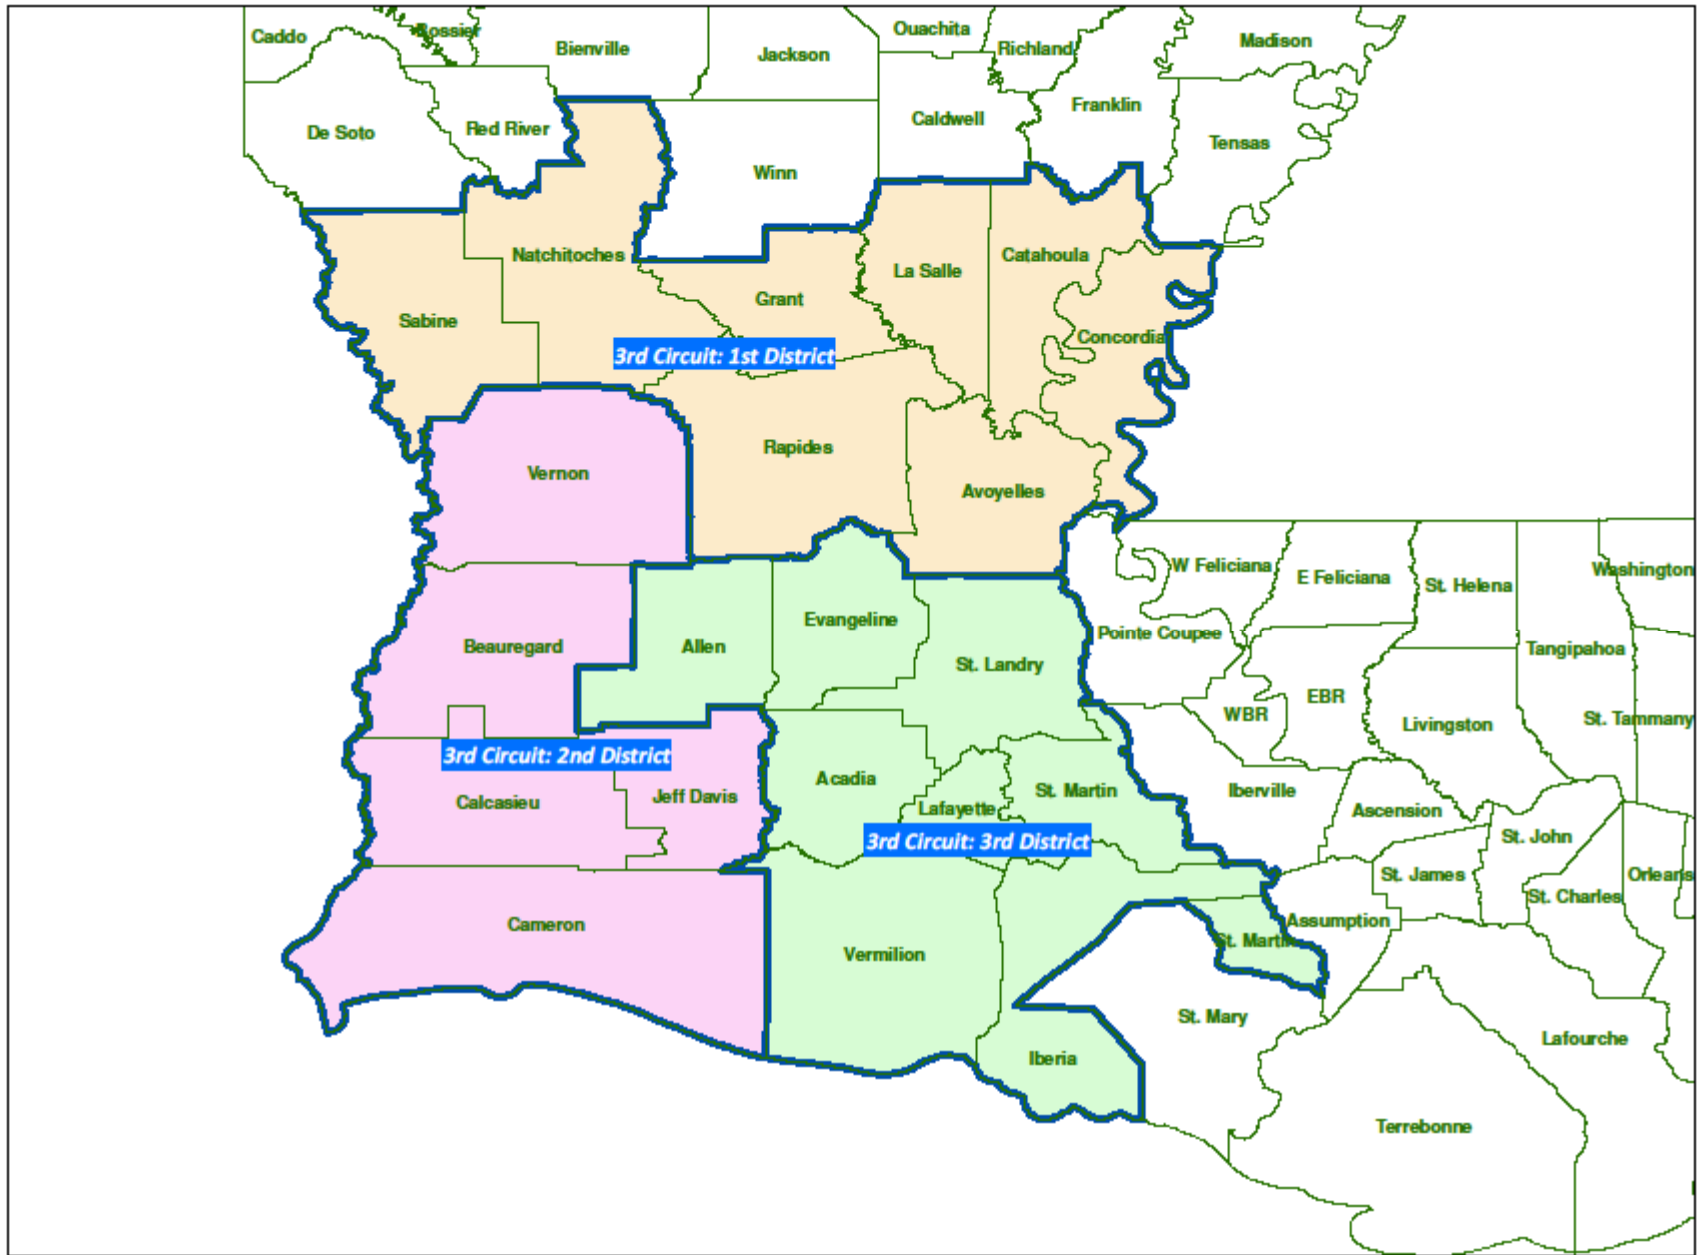 Caddo
Bossier
Bienville
Jackson
Ouachita
Richland
Madison
De Soto
Red River
Winn
Caldwell
Franklin
Tensas
Natchitoches
Sabine
Grant
La Salle
Catahoula
Concordia
3rd Circuit: 1st District
Vernon
Rapides
Avoyelles
W Feliciana
E Feliciana
St. Helena
Washington
Beauregard
Allen
Evangeline
St. Landry
Pointe Coupee
WBR
EBR
Livingston
Tangipahoa
St. Tammany
3rd Circuit: 2nd District
Calcasieu
Jeff Davis
Acadia
Lafayette
St. Martin
Iberville
Ascension
3rd Circuit: 3rd District
St. John
St. James
St. Charles
Orleans
Cameron
Vermilion
St. Martin
Assumption
St. Mary
Iberia
Lafourche
Terrebonne